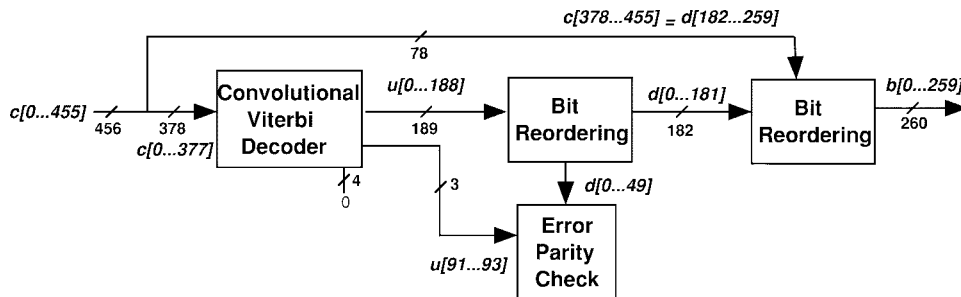 c[378...455] = d[182...259]
78
c[0...455]
456
378
c[0...377]
Convolutional
Viterbi
Decoder
u[0...188]
189
Bit
Reordering
d[0...181]
182
Bit
Reordering
b[0...259]
260
4
0
3
d[0...49]
u[91...93]
Error
Parity
Check